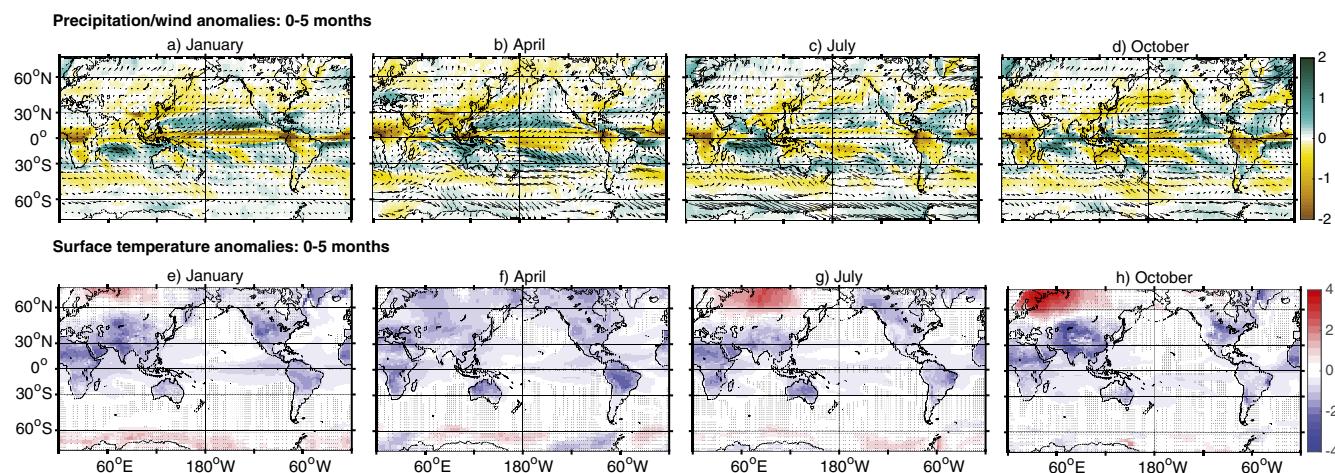 Precipitation/wind anomalies: 0-5 months
a) January b) April c) July d) October
60°N
30°N
0°
30°S
60°S
2
1
0
-1
-2
Surface temperature anomalies: 0-5 months
e) January f) April g) July h) October
60°N
30°N
0°
30°S
60°S
4
2
0
-2
-4
60°E 180°W 60°W 60°E 180°W 60°W 60°E 180°W 60°W 60°E 180°W 60°W